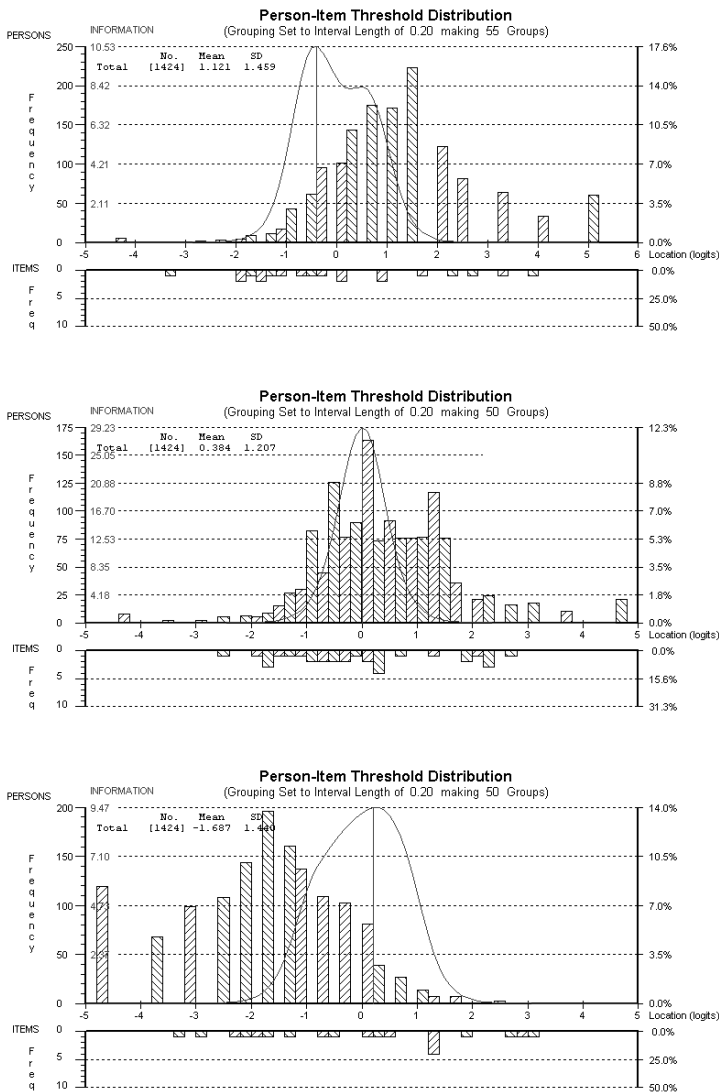 Person-Item Threshold Distribution
PERSONS INFORMATION (Grouping Set to Interval Length of 0.20 making 55 Groups)
250 10.53 17.6%
No. Mean SD
Total [1424] 1.121 1.459
200 8.42 14.0%
150 6.32 10.5%
100 4.21 7.0%
50 2.11 3.5%
0 0.0%
Frequency
-5 -4 -3 -2 -1 0 1 2 3 4 5 6 Location (logits)
ITEMS 0 0.0%
5 25.0%
10 50.0%
Freq
Person-Item Threshold Distribution
PERSONS INFORMATION (Grouping Set to Interval Length of 0.20 making 50 Groups)
175 29.23 12.3%
No. Mean SD
Total [1424] 0.384 1.207
150 25.05
125 20.88 8.8%
100 16.70 7.0%
75 12.53 5.3%
50 8.35 3.5%
25 4.18 1.8%
0 0.0%
Frequency
-5 -4 -3 -2 -1 0 1 2 3 4 5 Location (logits)
ITEMS 0 0.0%
5 15.6%
10 31.3%
Freq
Person-Item Threshold Distribution
PERSONS INFORMATION (Grouping Set to Interval Length of 0.20 making 50 Groups)
200 9.47 14.0%
No. Mean SD
Total [1424] -1.687 1.440
150 7.10 10.5%
100 4.73 7.0%
50 3.5%
0 0.0%
Frequency
-5 -4 -3 -2 -1 0 1 2 3 4 5 Location (logits)
ITEMS 0 0.0%
5 25.0%
10 50.0%
Freq